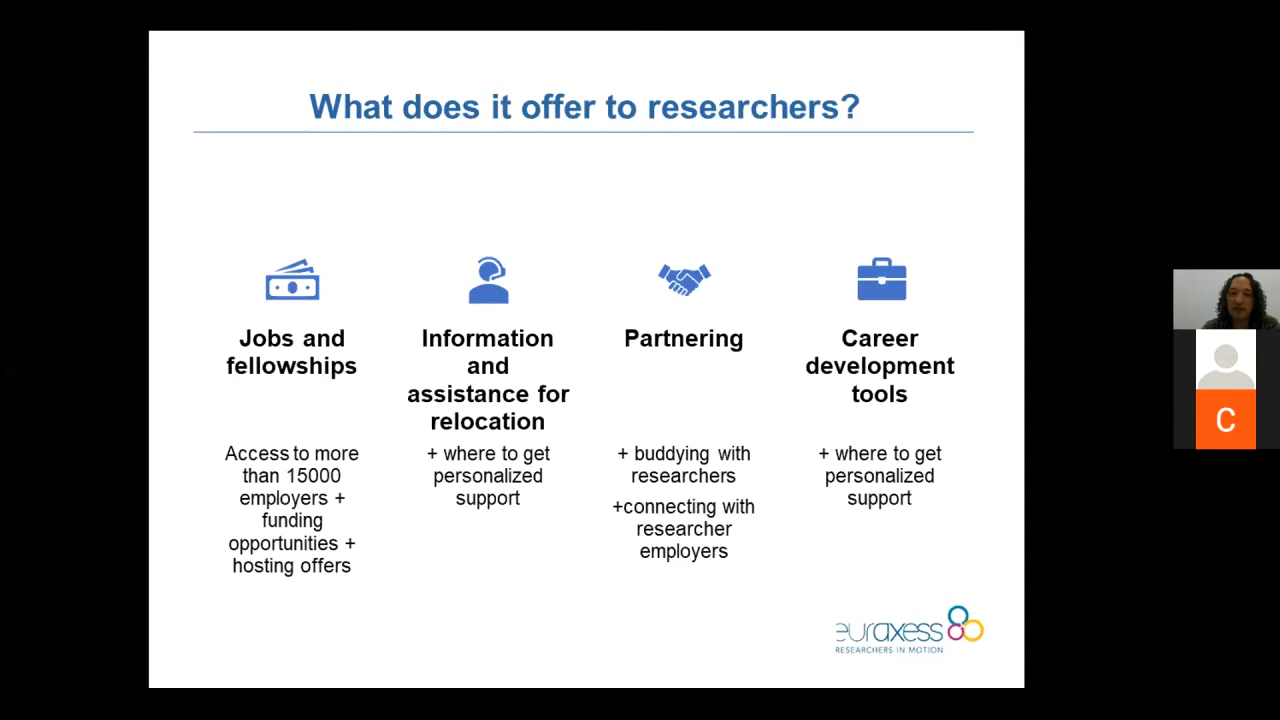 What does it offer to researchers?
Jobs and
fellowships
Access to more
than 15000
employers +
funding
opportunities +
hosting offers
Information
and
assistance for
relocation
+ where to get
personalized
support
Partnering
+ buddying with
researchers
+connecting with
researcher
employers
Career
development
tools
+ where to get
personalized
support
euraxess
RESEARCHERS IN MOTION
C